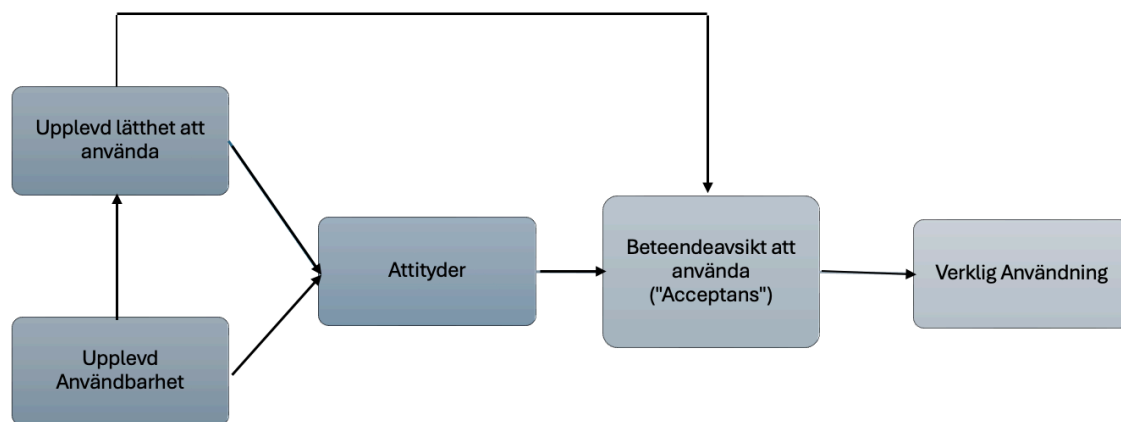 Upplevd lätthet att
använda
Attityder
Beteendeavsikt att
använda
("Acceptans")
Verklig Användning
Upplevd
Användbarhet